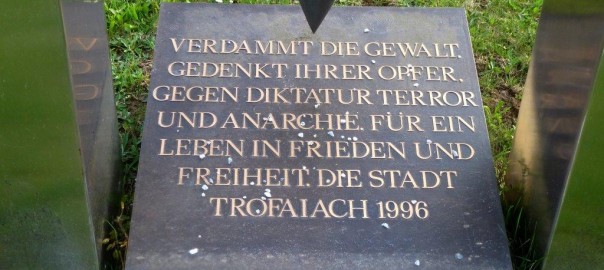 VERDAMMT DIE GEWALT.
GEDENKT IHRER OPFER.
GEGEN DIKTATUR TERROR
UND ANARCHIE. FÜR EIN
LEBEN IN FRIEDEN UND
FREIHEIT. DIE STADT
TROFAIACH 1996